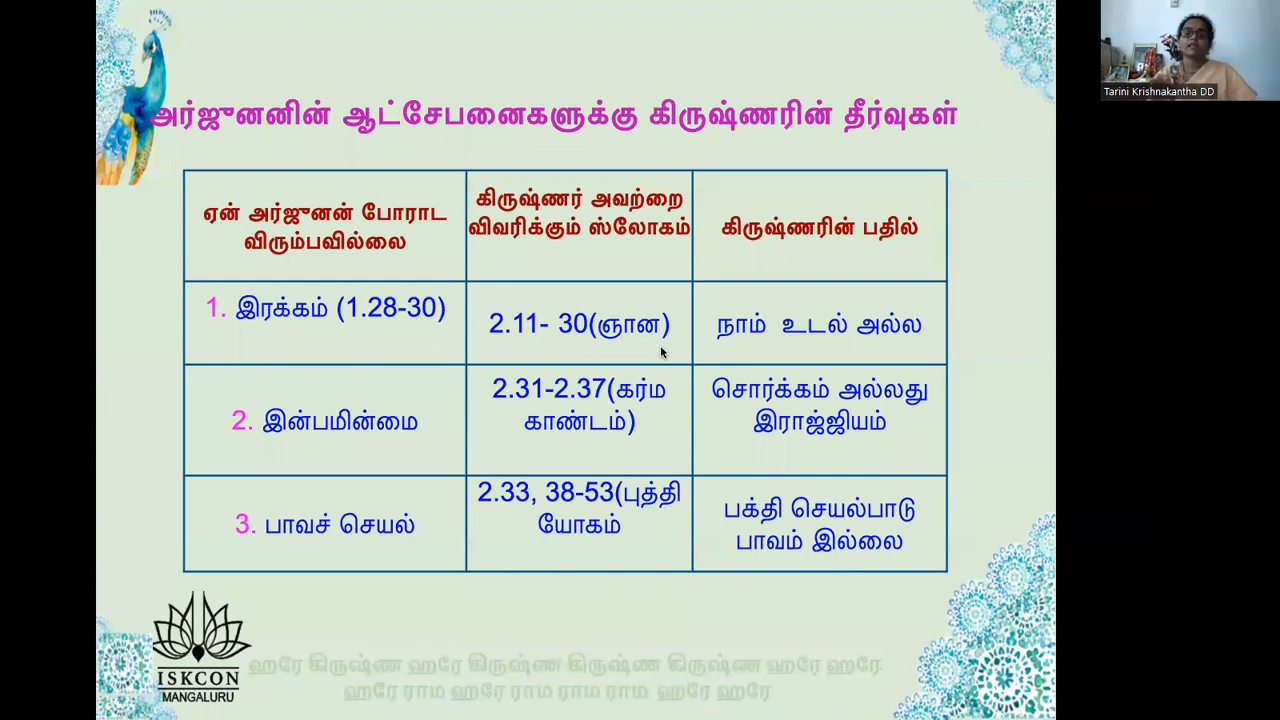 Tarini Krishnakantha DD
அர்ஜுனனின் ஆட்சேபனைகளுக்கு கிருஷ்ணரின் தீர்வுகள்
ஏன் அர்ஜுனன் போராட
விரும்பவில்லை
கிருஷ்ணர் அவற்றை
விவரிக்கும் ஸ்லோகம்
கிருஷ்ணரின் பதில்
1. இரக்கம் (1.28-30)
2.11- 30(ஞான)
நாம் உடல் அல்ல
2. இன்பமின்மை
2.31-2.37(கர்ம
காண்டம்)
சொர்க்கம் அல்லது
இராஜ்ஜியம்
3. பாவச் செயல்
2.33, 38-53(புத்தி
யோகம்
பக்தி செயல்பாடு
பாவம் இல்லை
ISKCON
MANGALURU
ஹரே கிருஷ்ண ஹரே கிருஷ்ண கிருஷ்ண கிருஷ்ண ஹரே ஹரே
ஹரே ராம ஹரே ராம ராம ராம ஹரே ஹரே